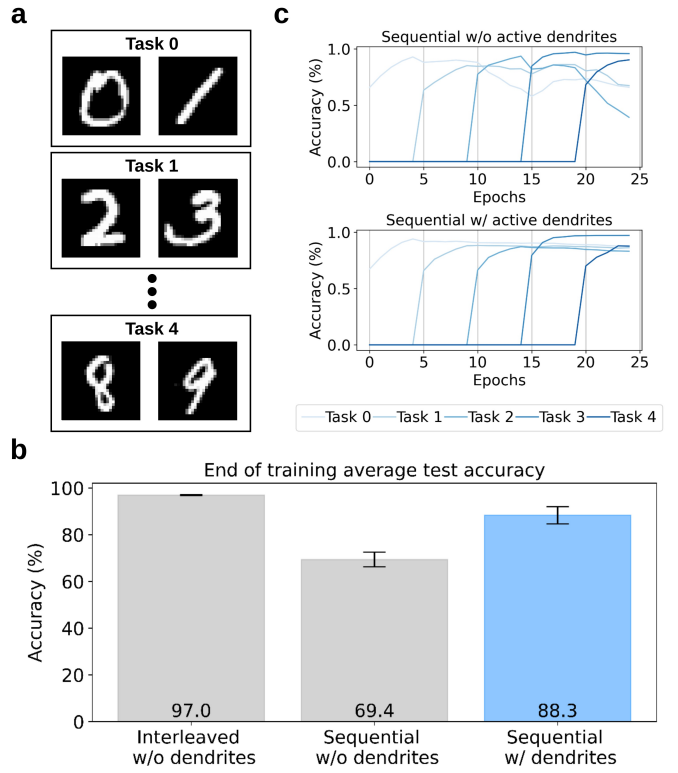 a
Task 0
Task 1
Task 4
c
Sequential w/o active dendrites
Accuracy (%)
1.0
0.5
0.0
0 5 10 15 20 25
Epochs
Sequential w/ active dendrites
Accuracy (%)
1.0
0.5
0.0
0 5 10 15 20 25
Epochs
Task 0 Task 1 Task 2 Task 3 Task 4
b
End of training average test accuracy
Accuracy (%)
100
80
60
40
20
0
97.0 69.4 88.3
Interleaved w/o dendrites
Sequential w/o dendrites
Sequential w/ dendrites